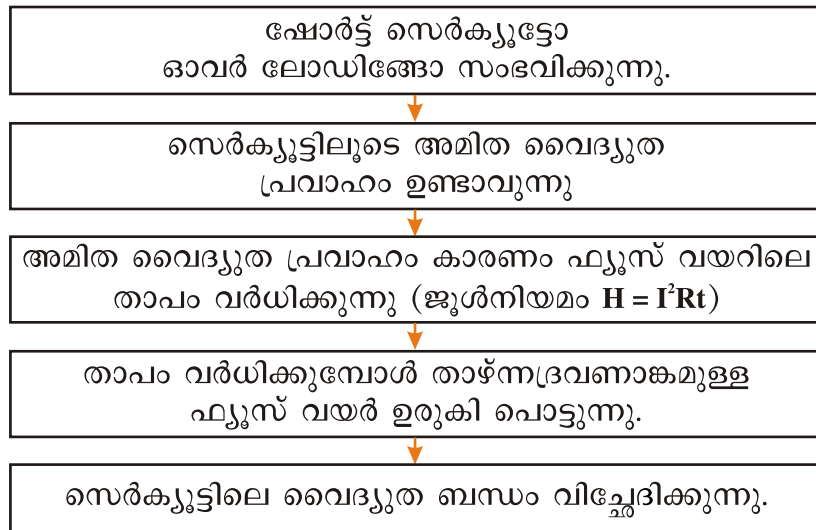 ഷോർട്ട് സെർക്യൂട്ടോ
ഓവർ ലോഡിങ്ങോ സംഭവിക്കുന്നു.
സെർക്യൂട്ടിലൂടെ അമിത വൈദ്യുത
പ്രവാഹം ഉണ്ടാവുന്നു
അമിത വൈദ്യുത പ്രവാഹം കാരണം ഫ്യൂസ് വയറിലെ
താപം വർധിക്കുന്നു (ജൂൾനിയമം H = I²Rt)
താപം വർധിക്കുമ്പോൾ താഴ്ന്നദ്രവണാങ്കമുള്ള
ഫ്യൂസ് വയർ ഉരുകി പൊട്ടുന്നു.
സെർക്യൂട്ടിലെ വൈദ്യുത ബന്ധം വിച്ഛേദിക്കുന്നു.